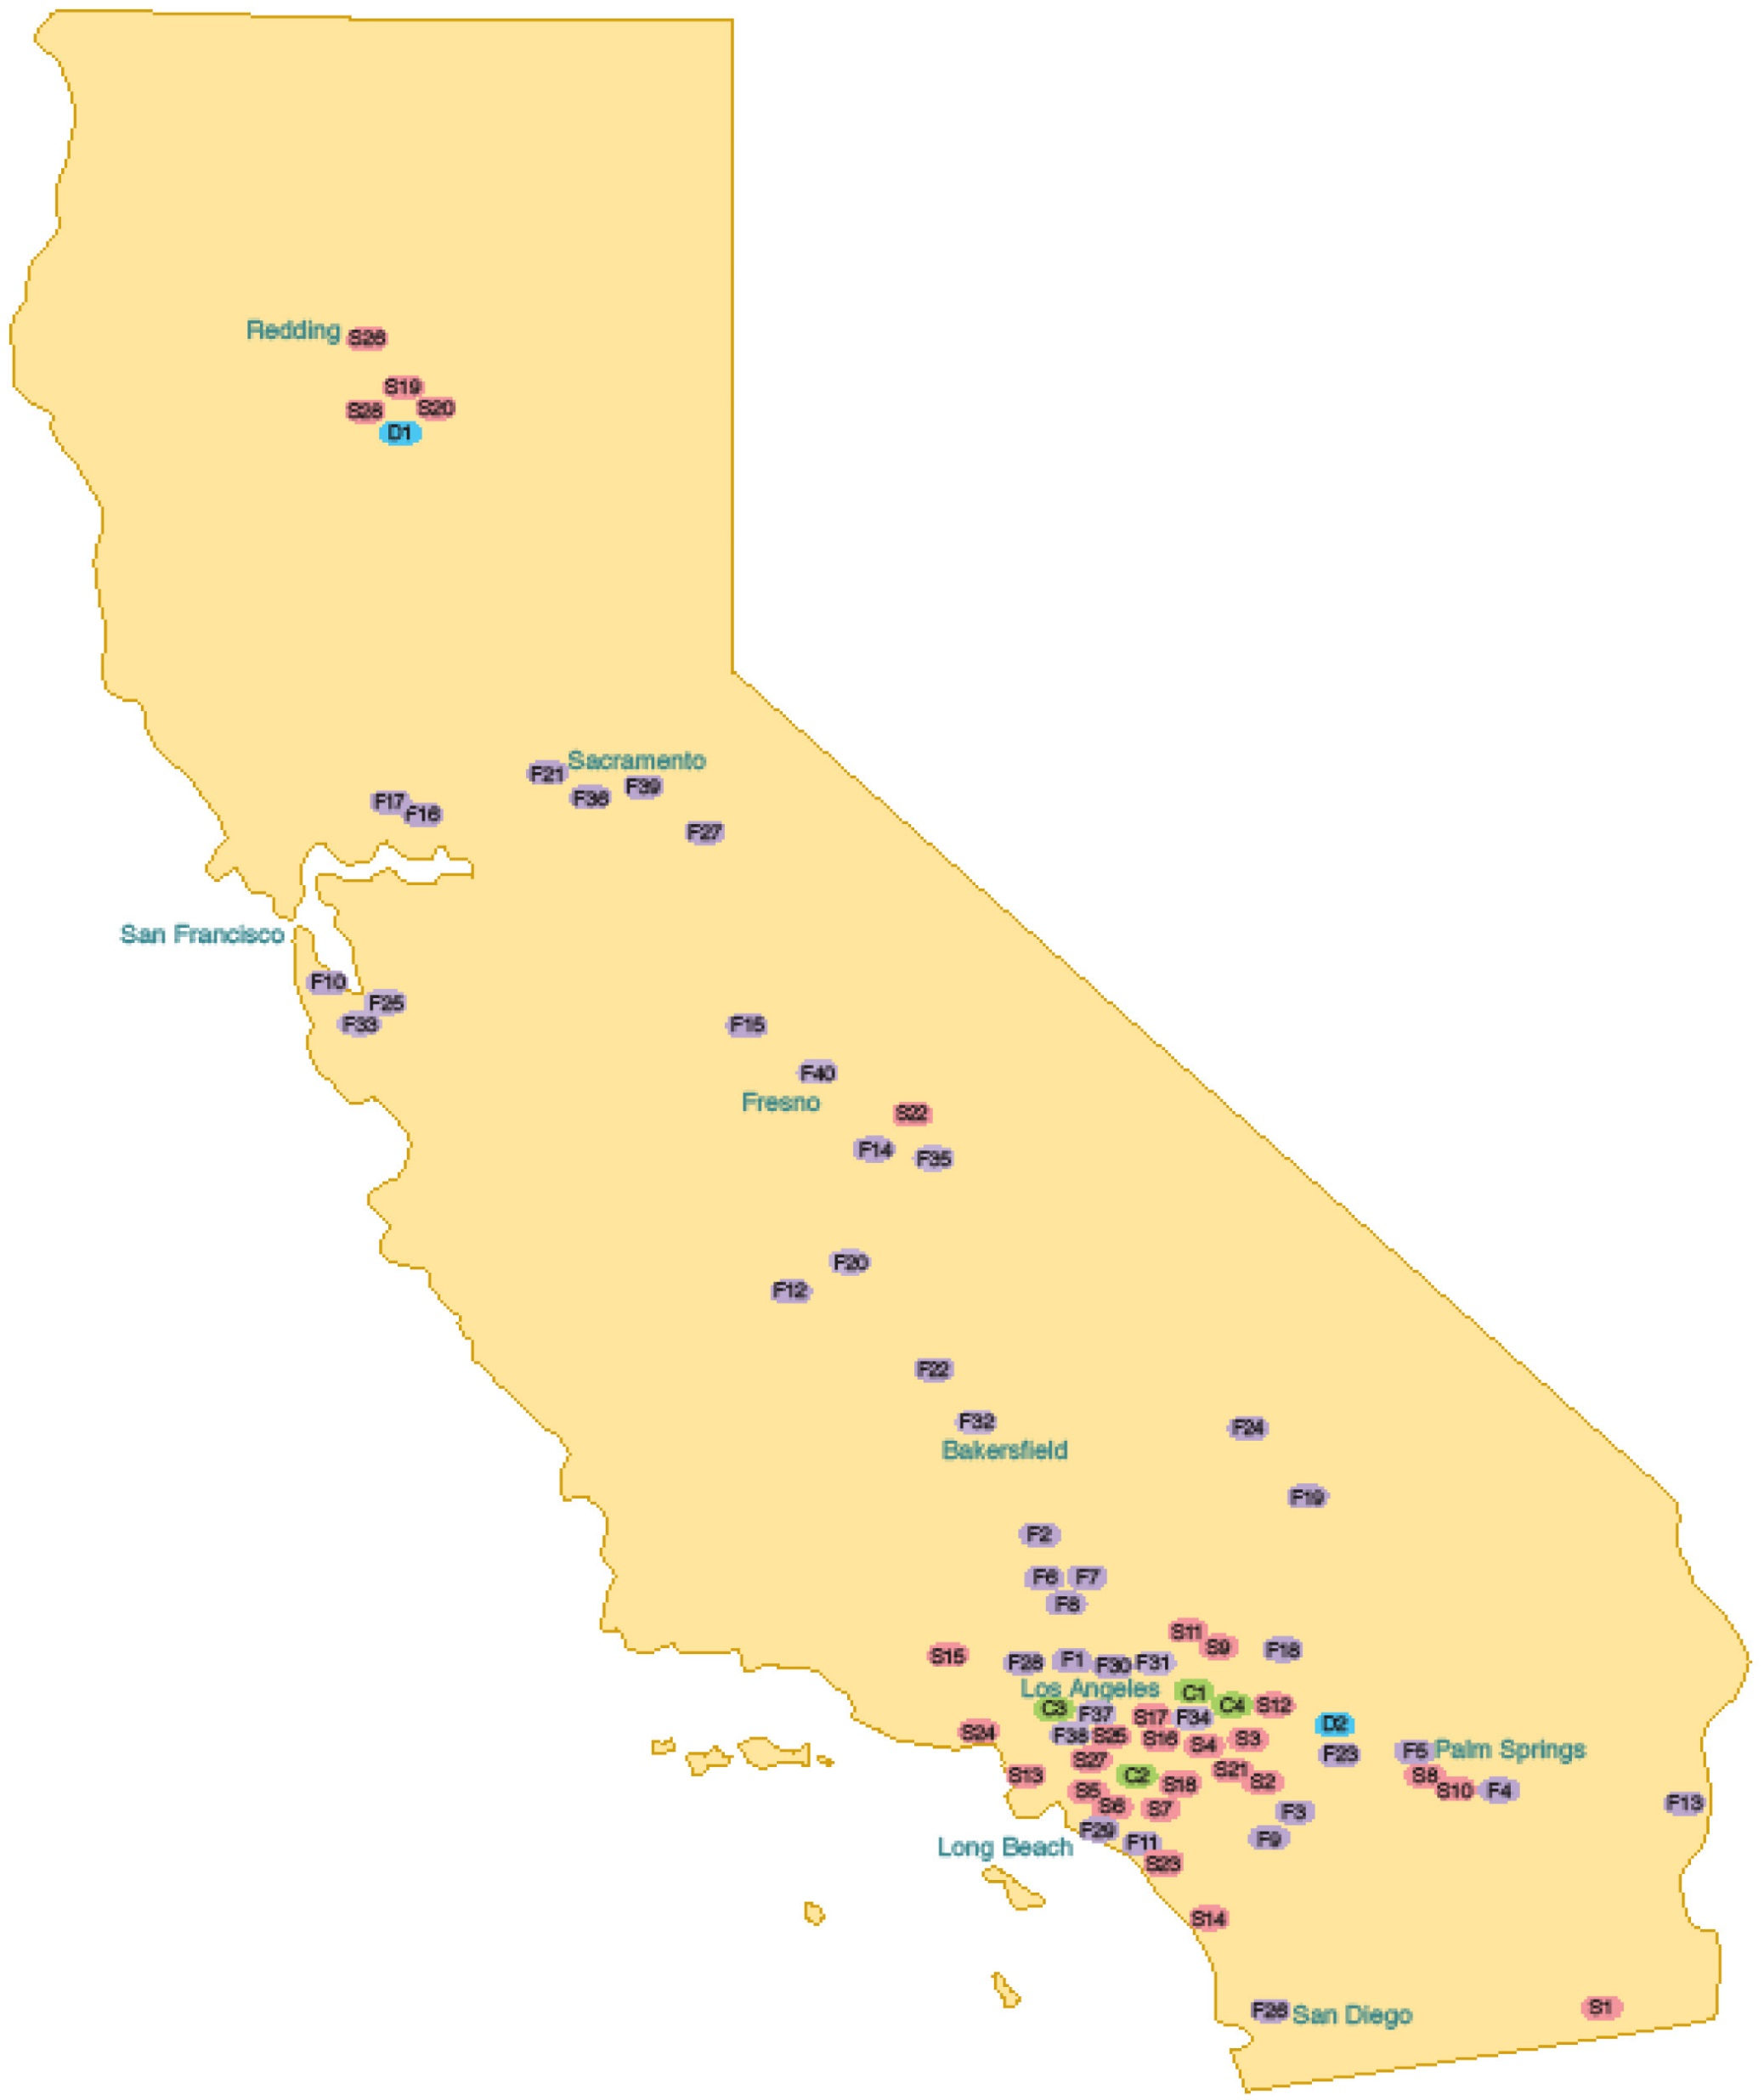 Redding S26
S19
S28 S20
D1
Sacramento
F21
F39
F36
F17
F16
F27
San Francisco
F10
F25
F33
F15
F40
Fresno
S22
F14
F35
F20
F12
F22
F32
F24
Bakersfield
F19
F2
F6 F7
F8
S11
S9
F18
S15
F28 F1 F30 F31
Los Angeles
C1
C4 S12
C3 F37 S17 F34
D2
S24
S25 S16 S4 S3
F23
F5 Palm Springs
S27
S13
C2 S18 S21 S2
S8
S10 F4
S5
S6 S7
F3
F13
F29
F11
F9
Long Beach
S23
S14
F26 San Diego
S1